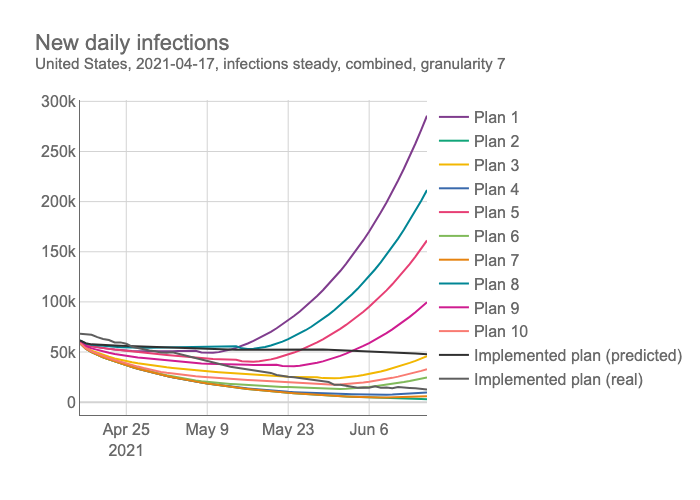 New daily infections
United States, 2021-04-17, infections steady, combined, granularity 7
300k
250k
200k
150k
100k
50k
0
Apr 25
2021
May 9
May 23
Jun 6
Plan 1
Plan 2
Plan 3
Plan 4
Plan 5
Plan 6
Plan 7
Plan 8
Plan 9
Plan 10
Implemented plan (predicted)
Implemented plan (real)